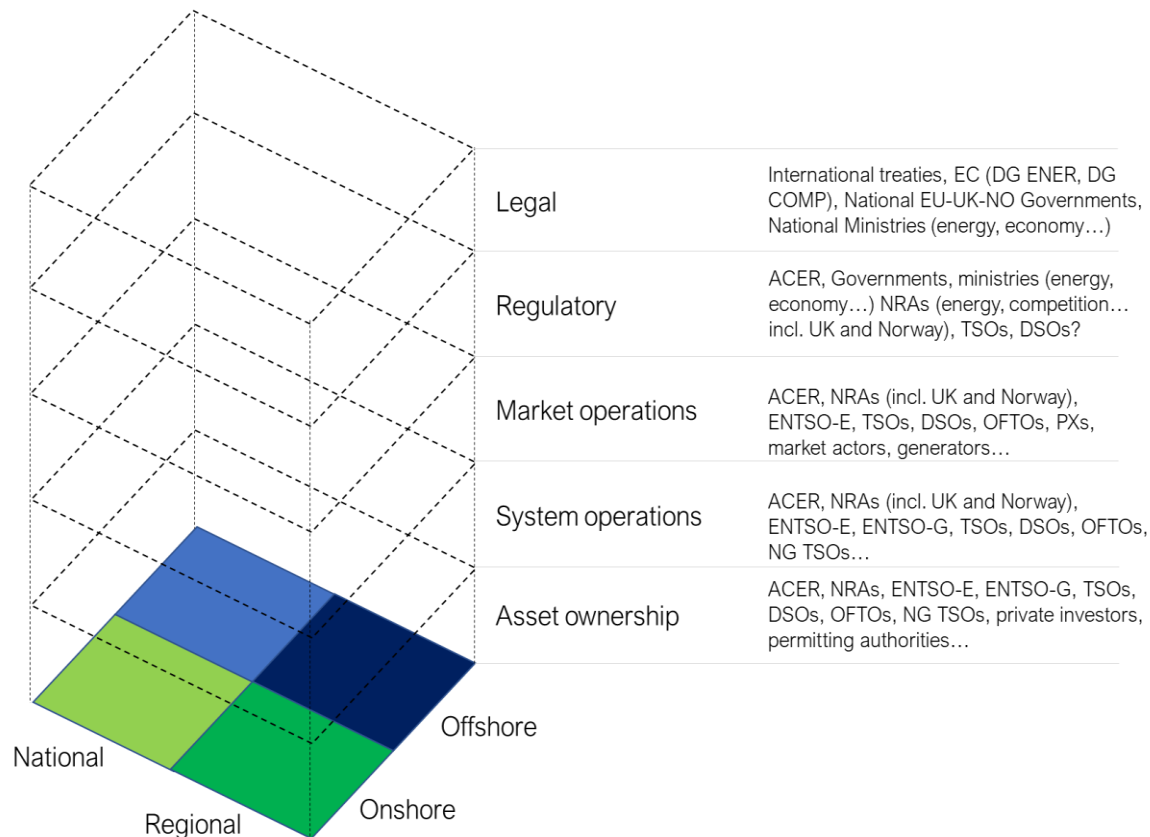 Legal
International treaties, EC (DG ENER, DG
COMP), National EU-UK-NO Governments,
National Ministries (energy, economy…)
Regulatory
ACER, Governments, ministries (energy,
economy…) NRAs (energy, competition…
incl. UK and Norway), TSOs, DSOs?
Market operations
ACER, NRAs (incl. UK and Norway),
ENTSO-E, TSOs, DSOs, OFTOs, PXs,
market actors, generators…
System operations
ACER, NRAs (incl. UK and Norway),
ENTSO-E, ENTSO-G, TSOs, DSOs, OFTOs,
NG TSOs…
Asset ownership
ACER, NRAs, ENTSO-E, ENTSO-G, TSOs,
DSOs, OFTOs, NG TSOs, private investors,
permitting authorities…
Offshore
National
Onshore
Regional